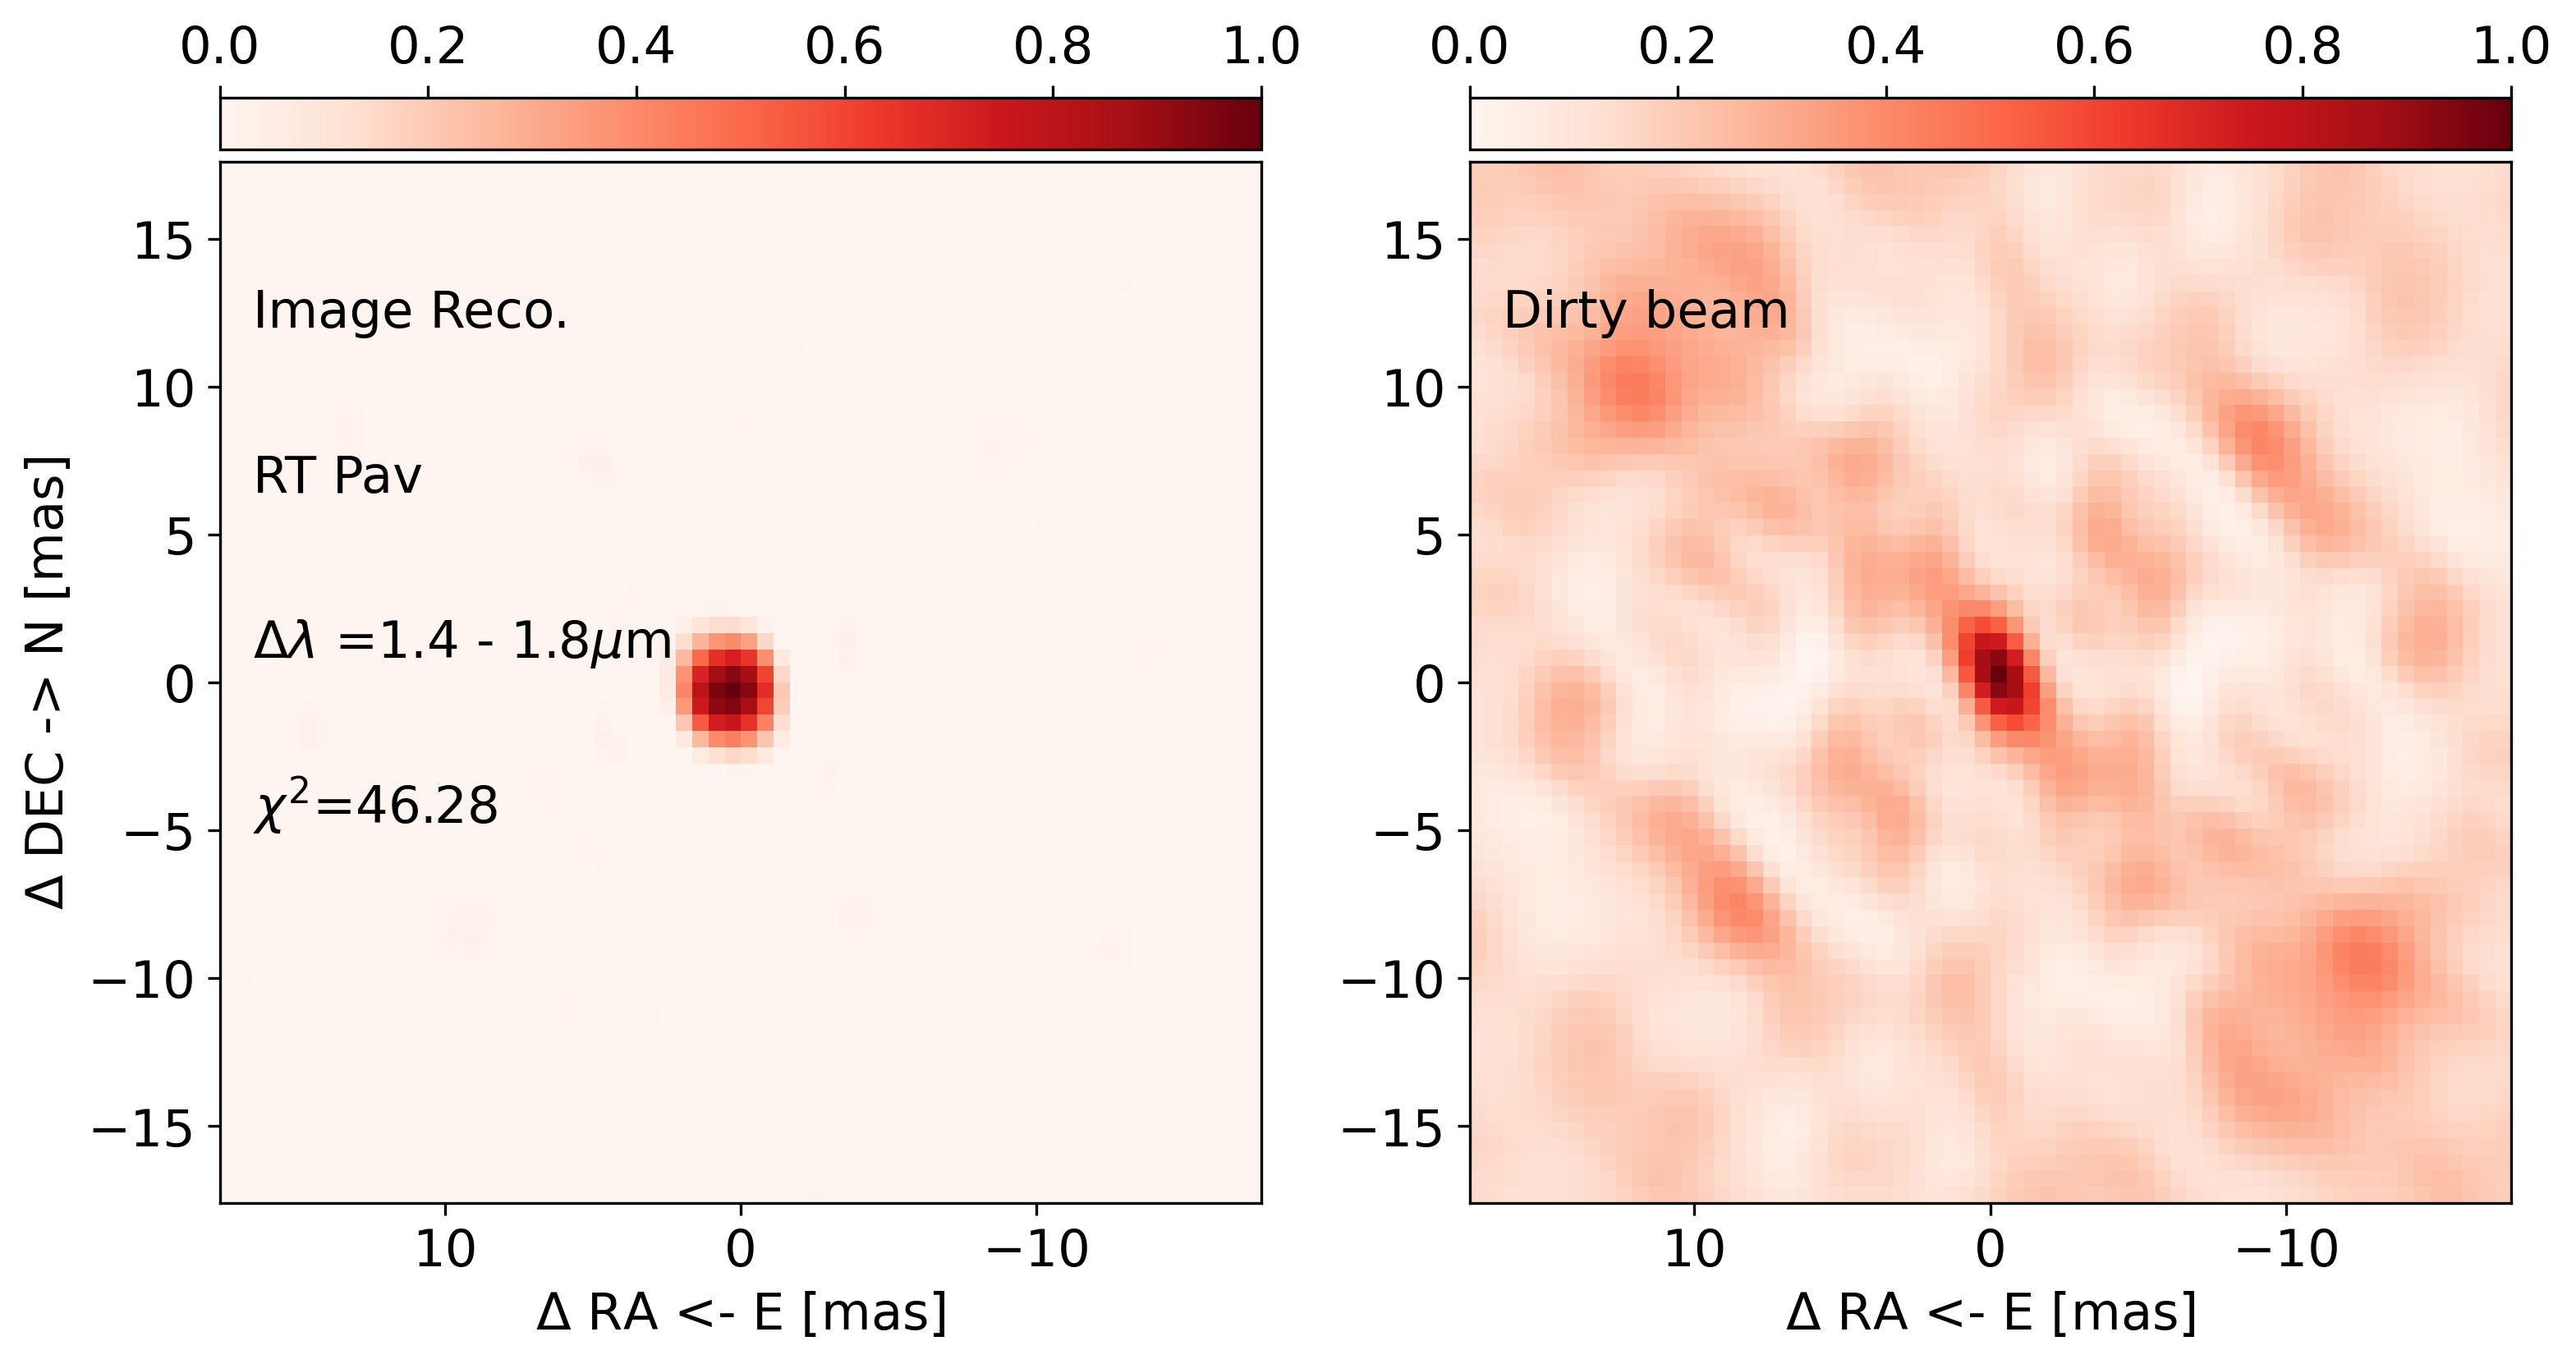 0.0 0.2 0.4 0.6 0.8 1.0
0.0 0.2 0.4 0.6 0.8 1.0
Δ DEC -> N [mas]
15
10
5
0
−5
−10
−15
Image Reco.
RT Pav
Δλ =1.4 - 1.8μm
χ²=46.28
10 0 −10
Δ RA <- E [mas]
15
10
5
0
−5
−10
−15
Dirty beam
10 0 −10
Δ RA <- E [mas]